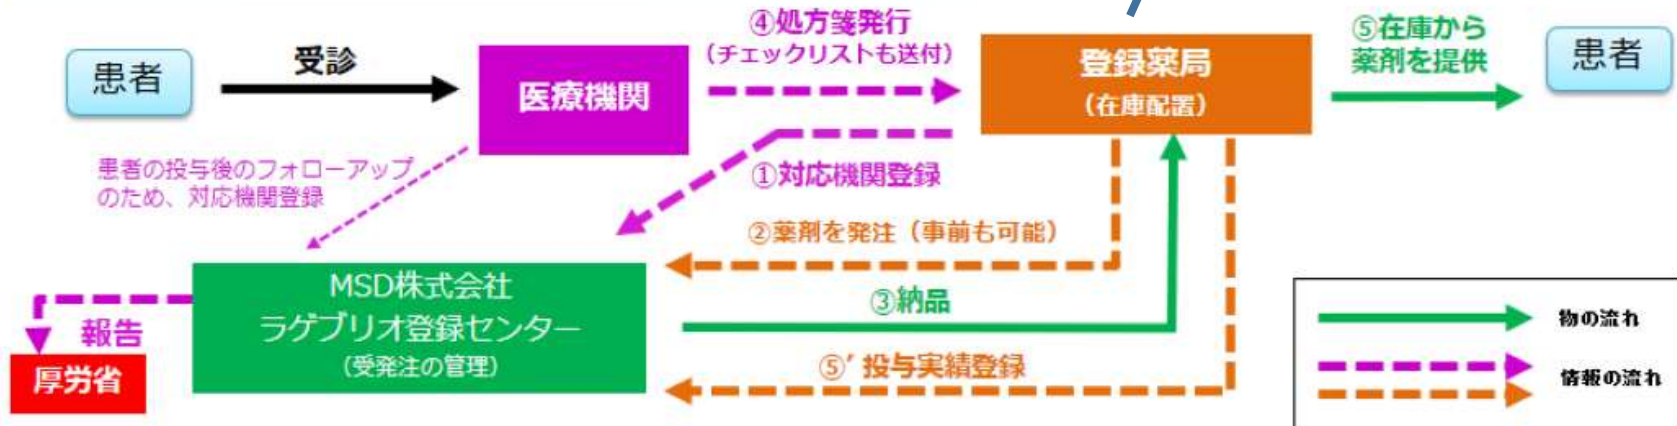 患者
受診
医療機関
④処方箋発行
（チェックリストも送付）
登録薬局
（在庫配置）
⑤在庫から
薬剤を提供
患者
患者の投与後のフォローアップ
のため、対応機関登録
①対応機関登録
②薬剤を発注（事前も可能）
MSD株式会社
ラゲブリオ登録センター
（受発注の管理）
③納品
⑤’投与実績登録
報告
厚労省
物の流れ
情報の流れ